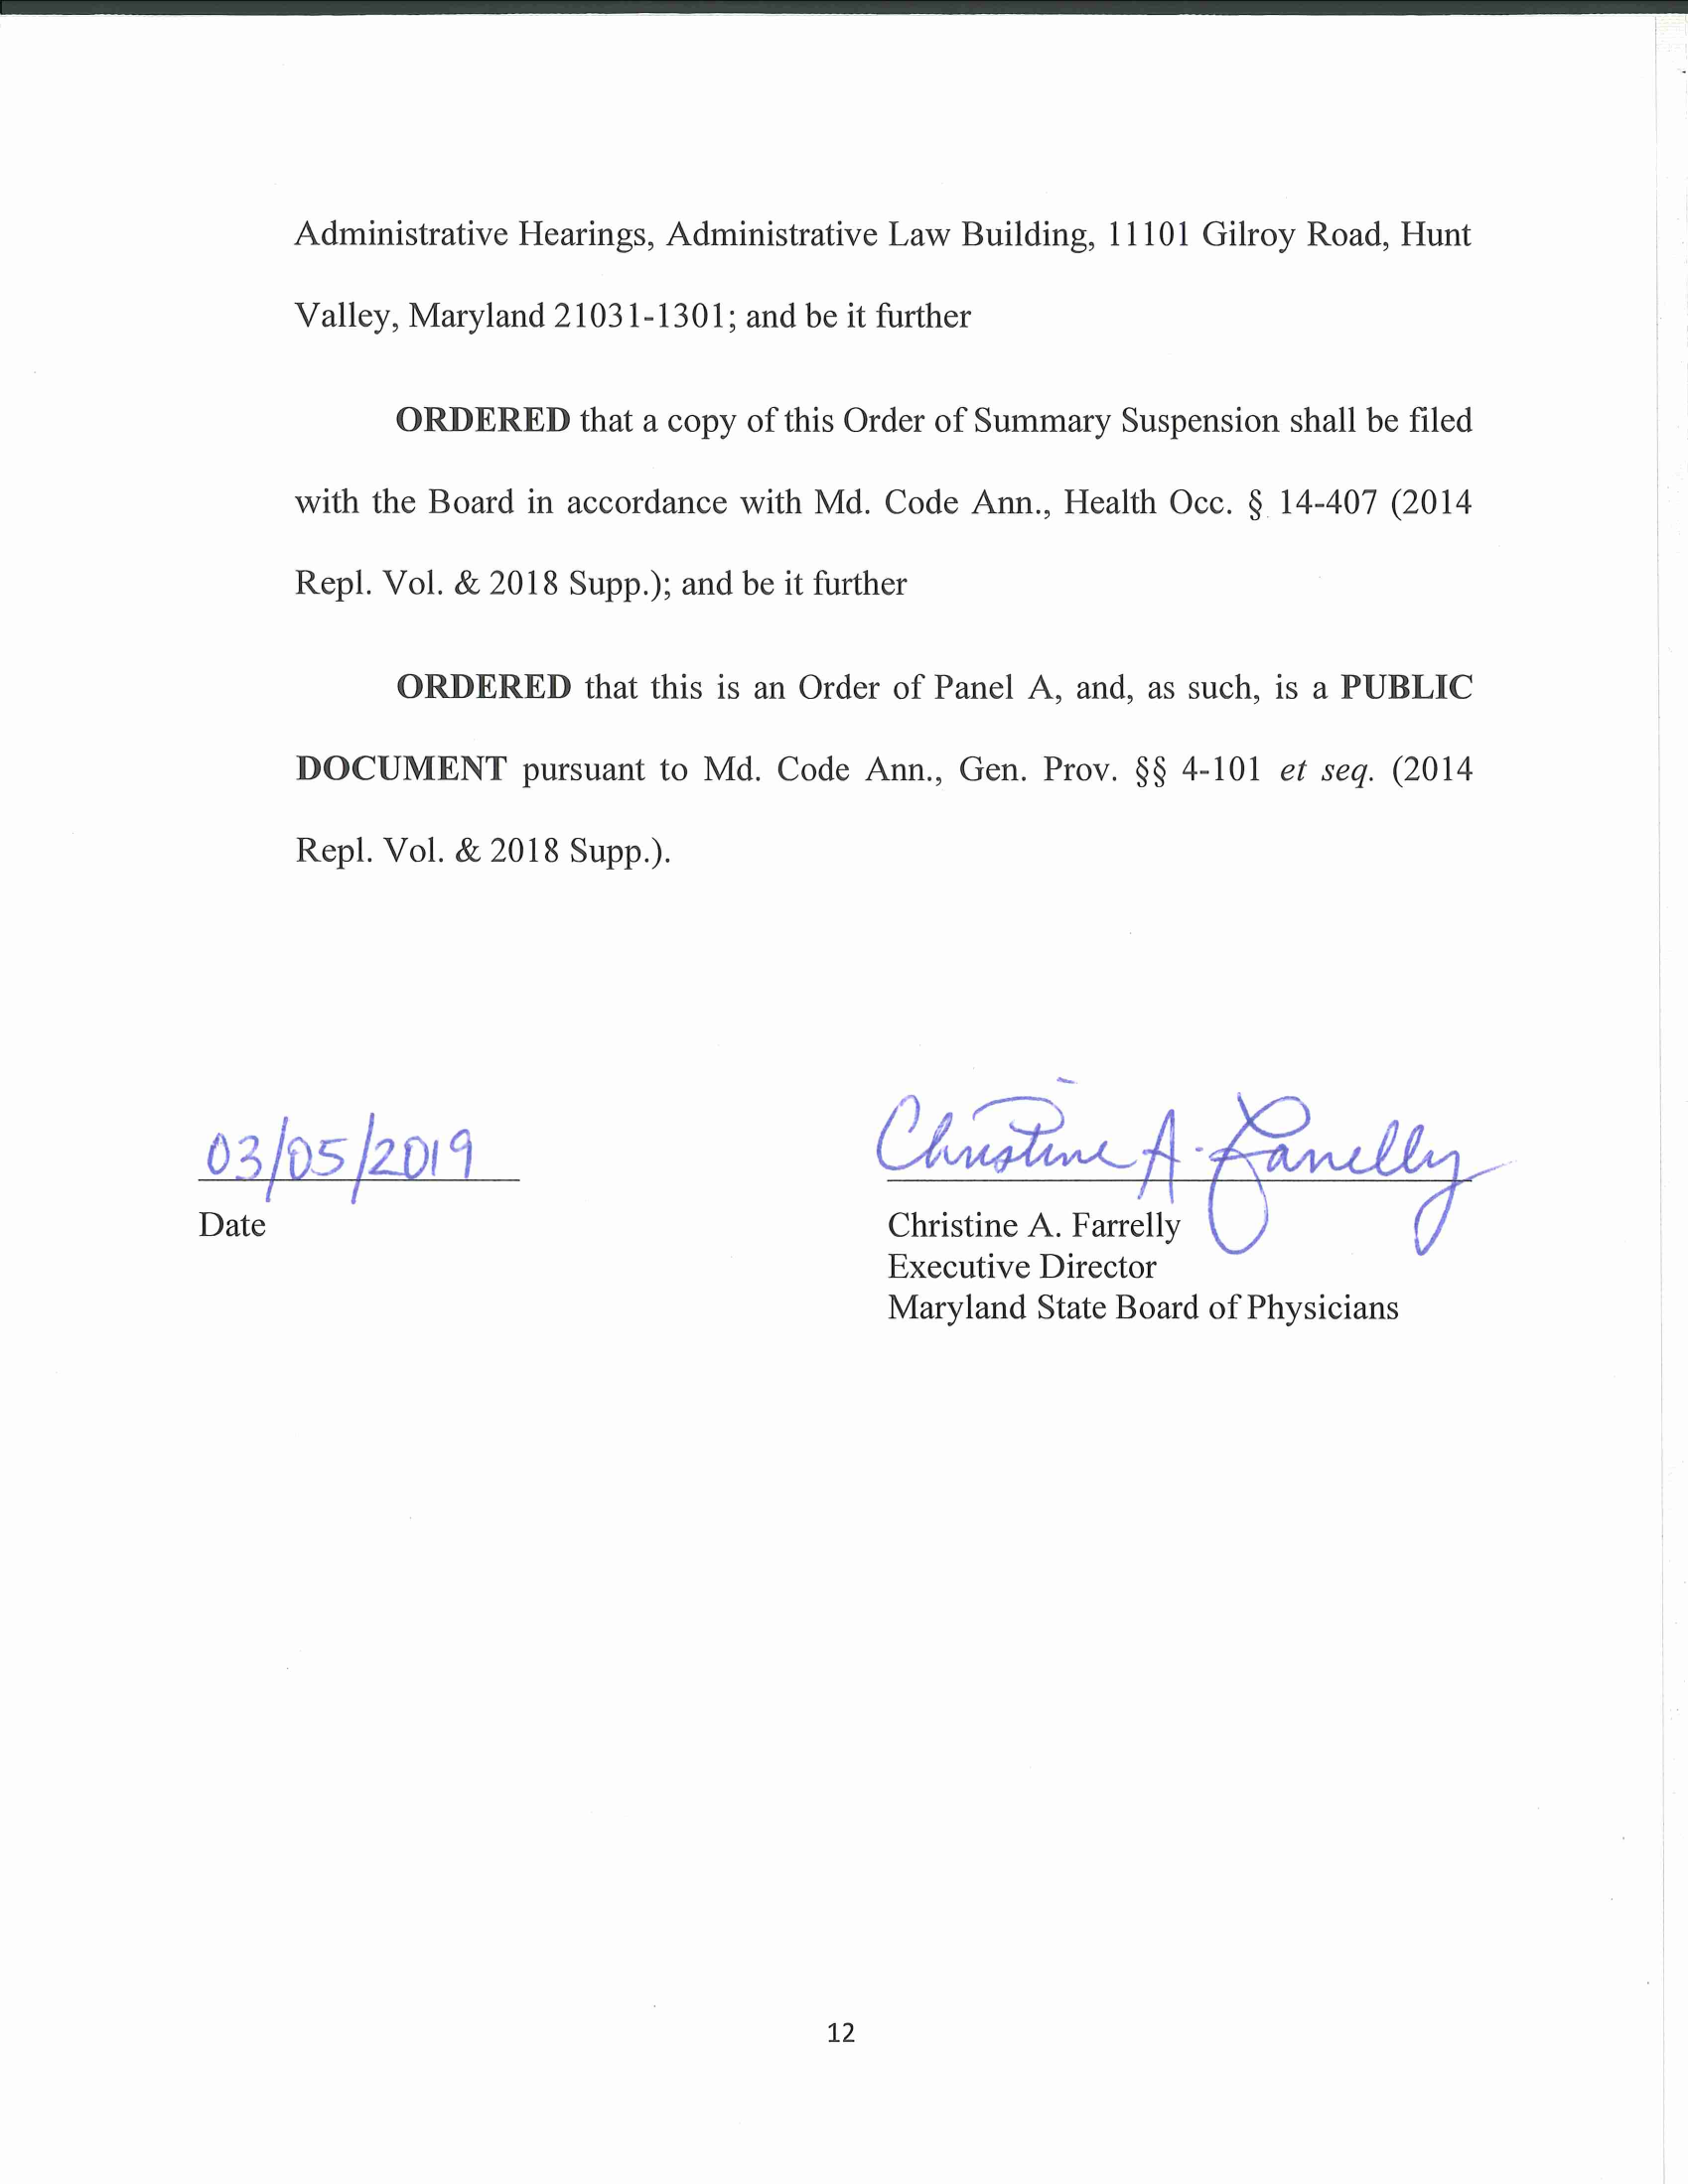 Administrative Hearings, Administrative Law Building, 11101 Gilroy Road, Hunt
Valley, Maryland 21031-1301; and be it further
ORDERED that a copy of this Order of Summary Suspension shall be filed
with the Board in accordance with Md. Code Ann., Health Occ. § 14-407 (2014
Repl. Vol. & 2018 Supp.); and be it further
ORDERED that this is an Order of Panel A, and, as such, is a PUBLIC
DOCUMENT pursuant to Md. Code Ann., Gen. Prov. §§ 4-101 et seq. (2014
Repl. Vol. & 2018 Supp.).
03/05/2019
Date
Christine A. Farrelly
Christine A. Farrelly
Executive Director
Maryland State Board of Physicians
12